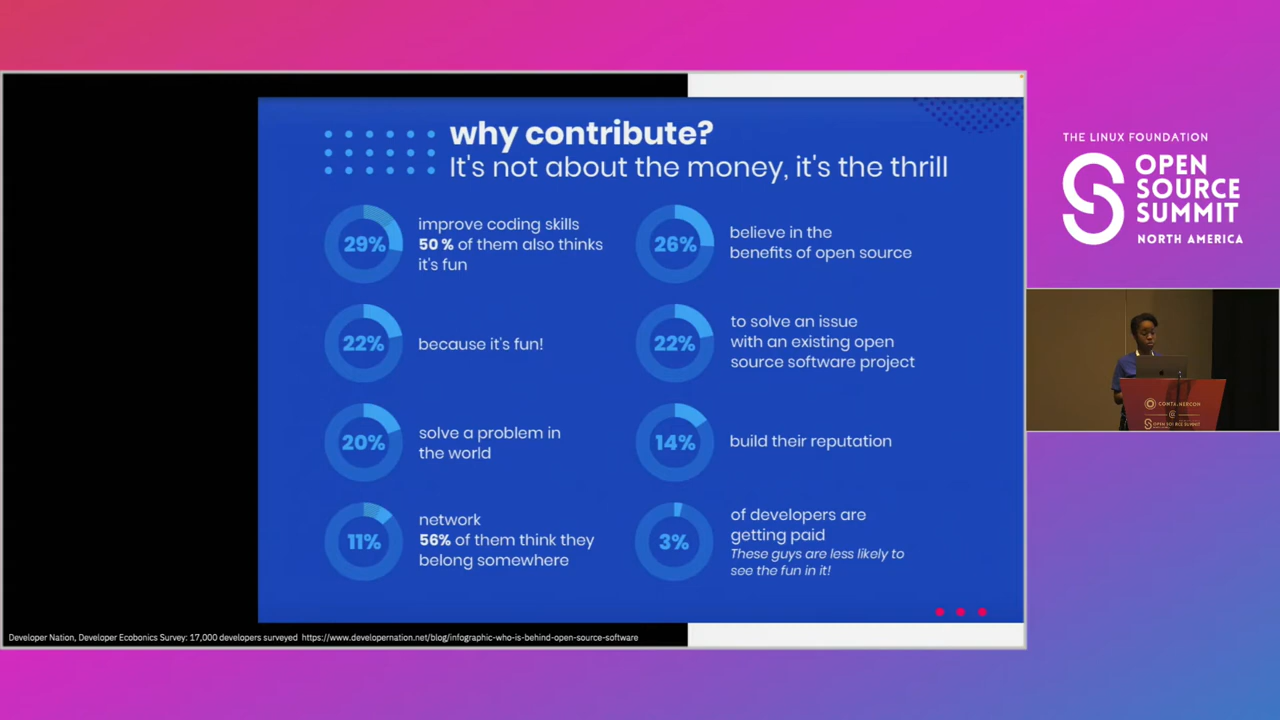 why contribute?
It's not about the money, it's the thrill
29%
improve coding skills
50 % of them also thinks
it's fun
26%
believe in the
benefits of open source
22%
because it's fun!
22%
to solve an issue
with an existing open
source software project
20%
solve a problem in
the world
14%
build their reputation
11%
network
56% of them think they
belong somewhere
3%
of developers are
getting paid
These guys are less likely to
see the fun in it!
Developer Nation, Developer Ecobonics Survey: 17,000 developers surveyed https://www.developernation.net/blog/infographic-who-is-behind-open-source-software
THE LINUX FOUNDATION
OPEN
SOURCE
SUMMIT
NORTH AMERICA
CONTAINERCON
@
OPEN SOURCE SUMMIT